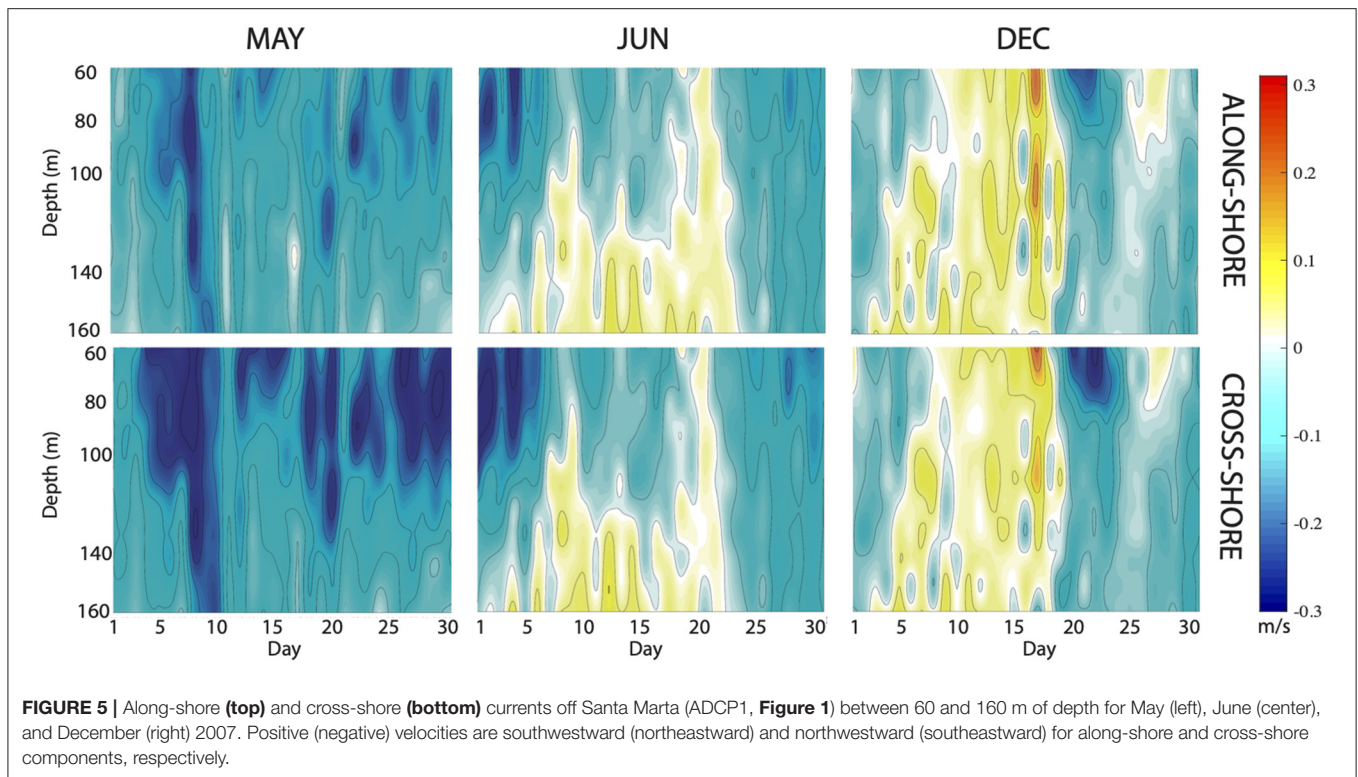 MAY JUN DEC
60
80
100
140
160
Depth (m)
ALONG-SHORE
60
80
100
140
160
Depth (m)
CROSS-SHORE
1 5 10 15 20 25 30
Day
1 5 10 15 20 25 30
Day
1 5 10 15 20 25 30
Day
0.3
0.2
0.1
0
-0.1
-0.2
-0.3
m/s
FIGURE 5 | Along-shore (top) and cross-shore (bottom) currents off Santa Marta (ADCP1, Figure 1) between 60 and 160 m of depth for May (left), June (center),
and December (right) 2007. Positive (negative) velocities are southwestward (northeastward) and northwestward (southeastward) for along-shore and cross-shore
components, respectively.